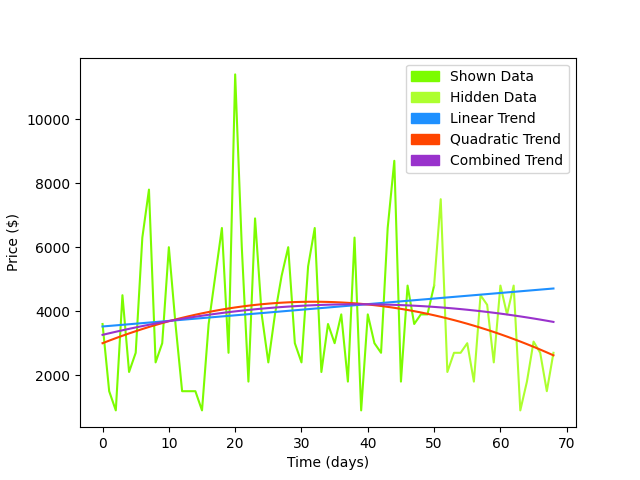 Shown Data
Hidden Data
Linear Trend
Quadratic Trend
Combined Trend
10000
8000
6000
4000
2000
Price ($)
0 10 20 30 40 50 60 70
Time (days)